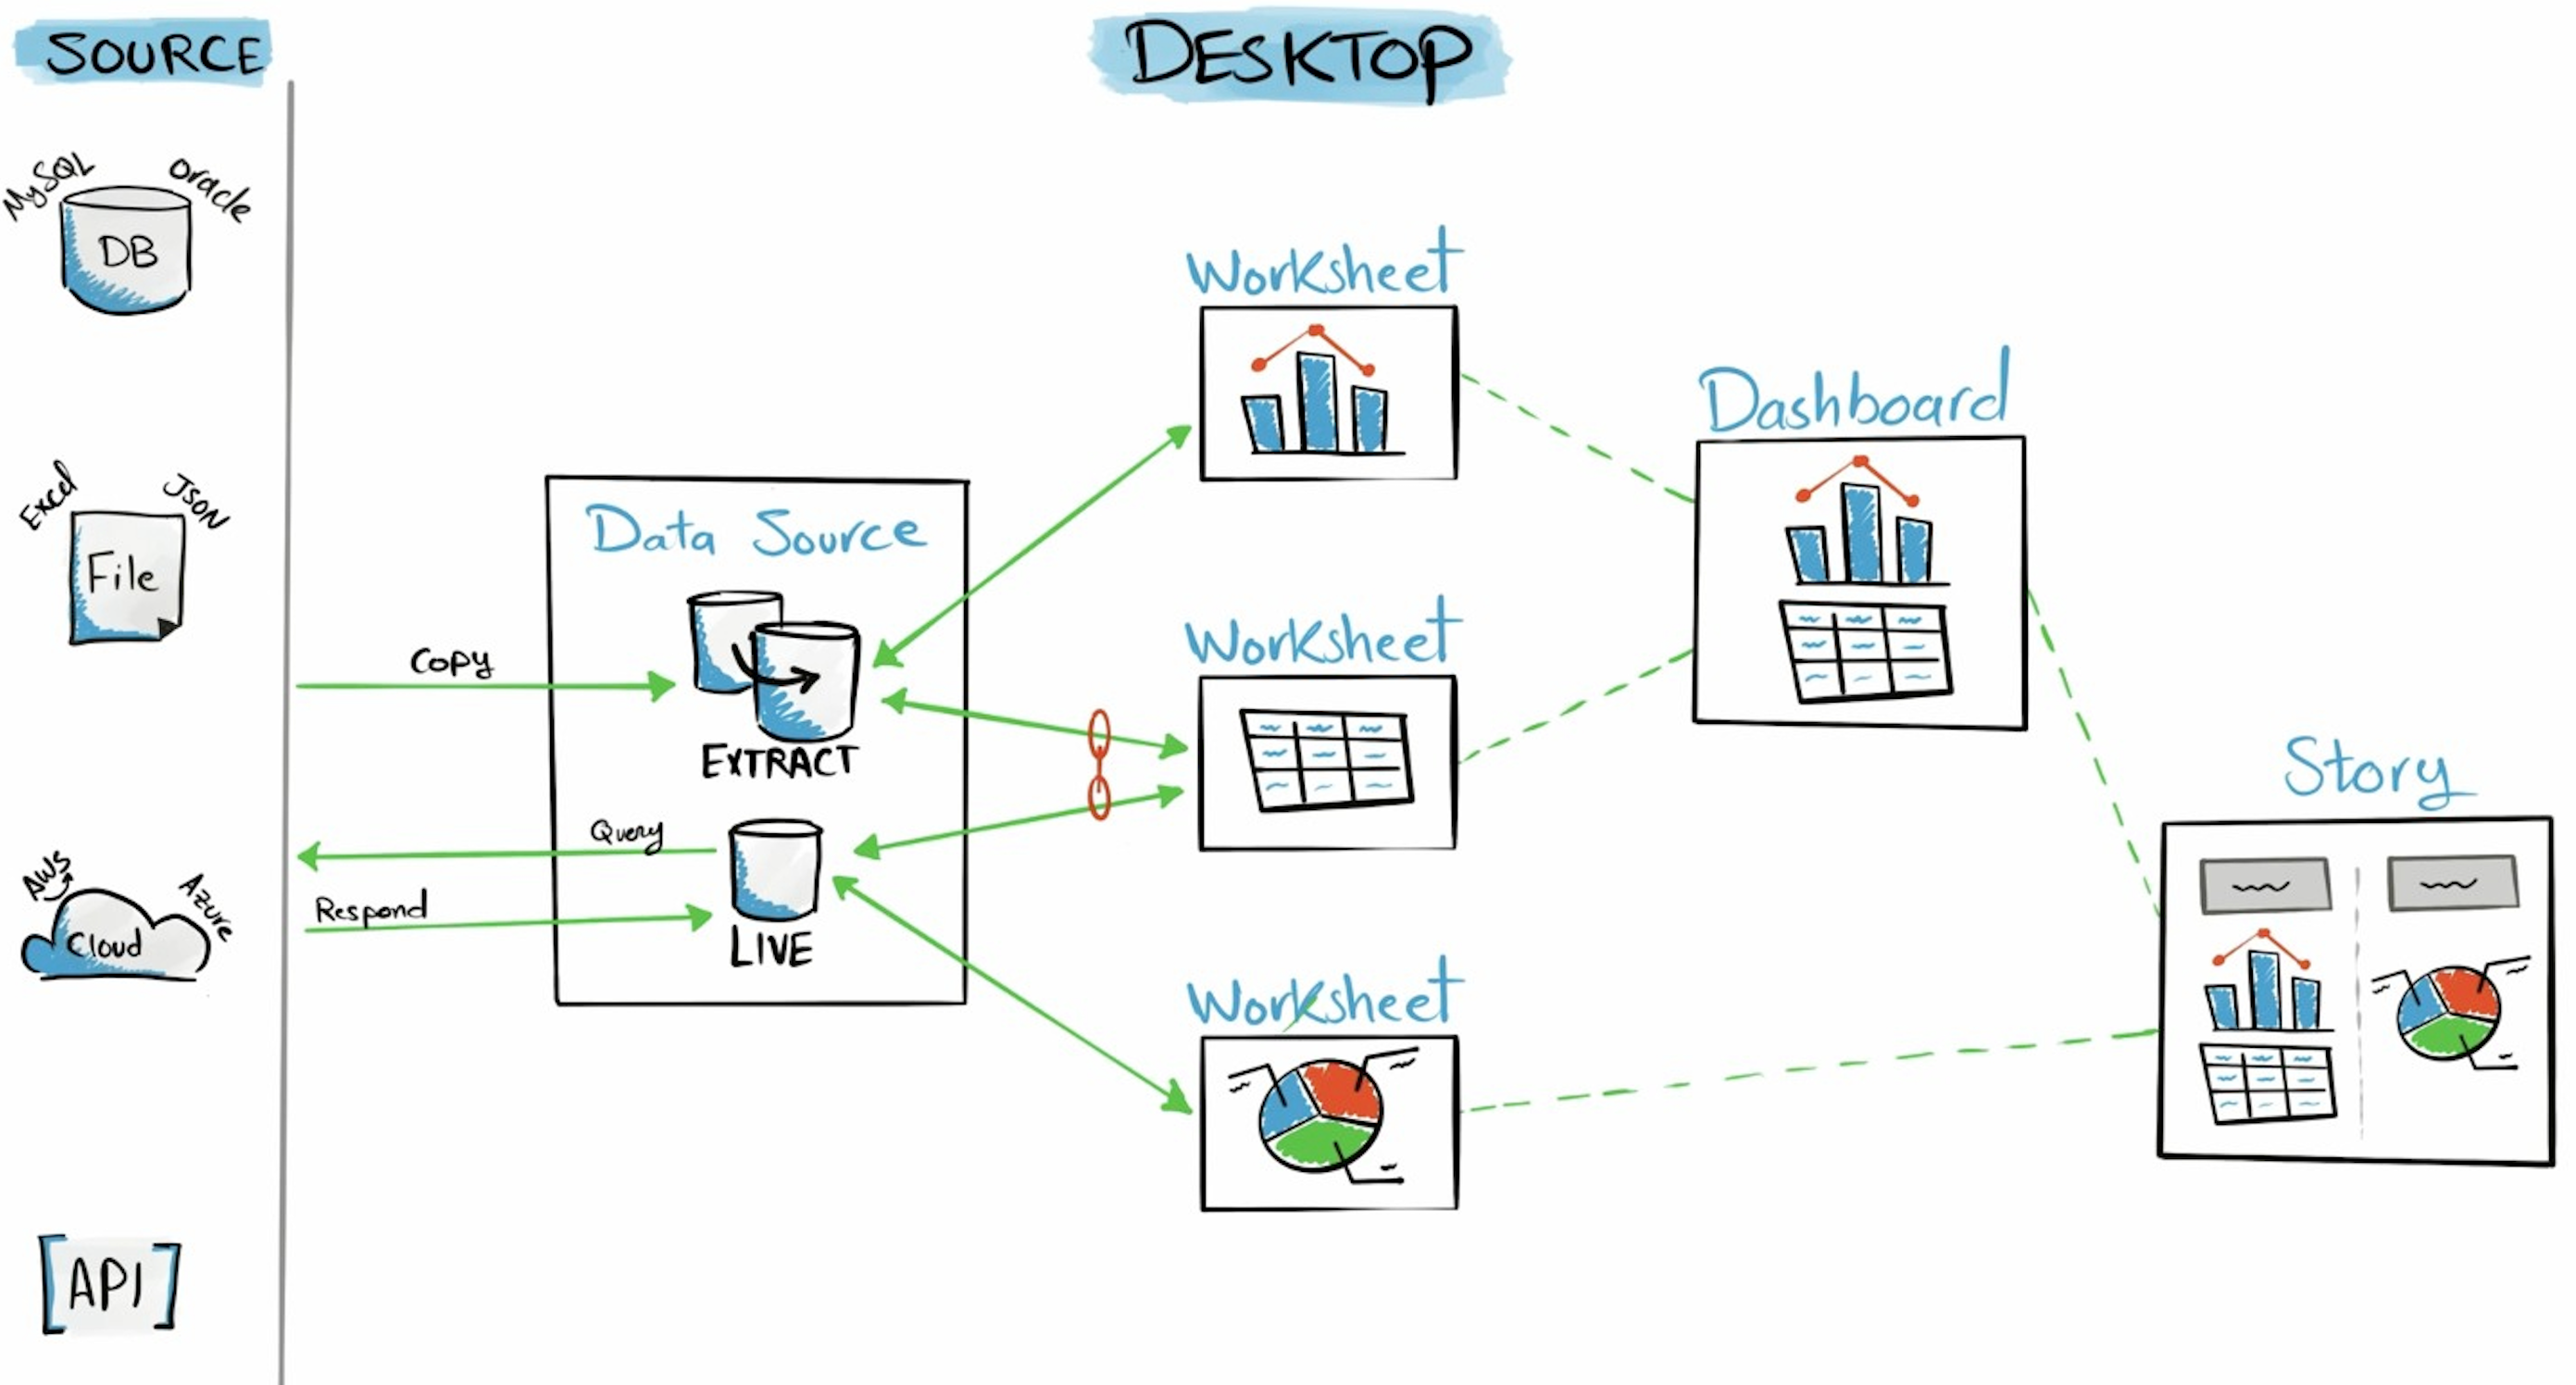 SOURCE
DESKTOP
MySQL
Oracle
DB
Excel
JSON
File
AWS
Azure
Cloud
[API]
Copy
Query
Respond
Data Source
EXTRACT
LIVE
Worksheet
Worksheet
Worksheet
Dashboard
Story